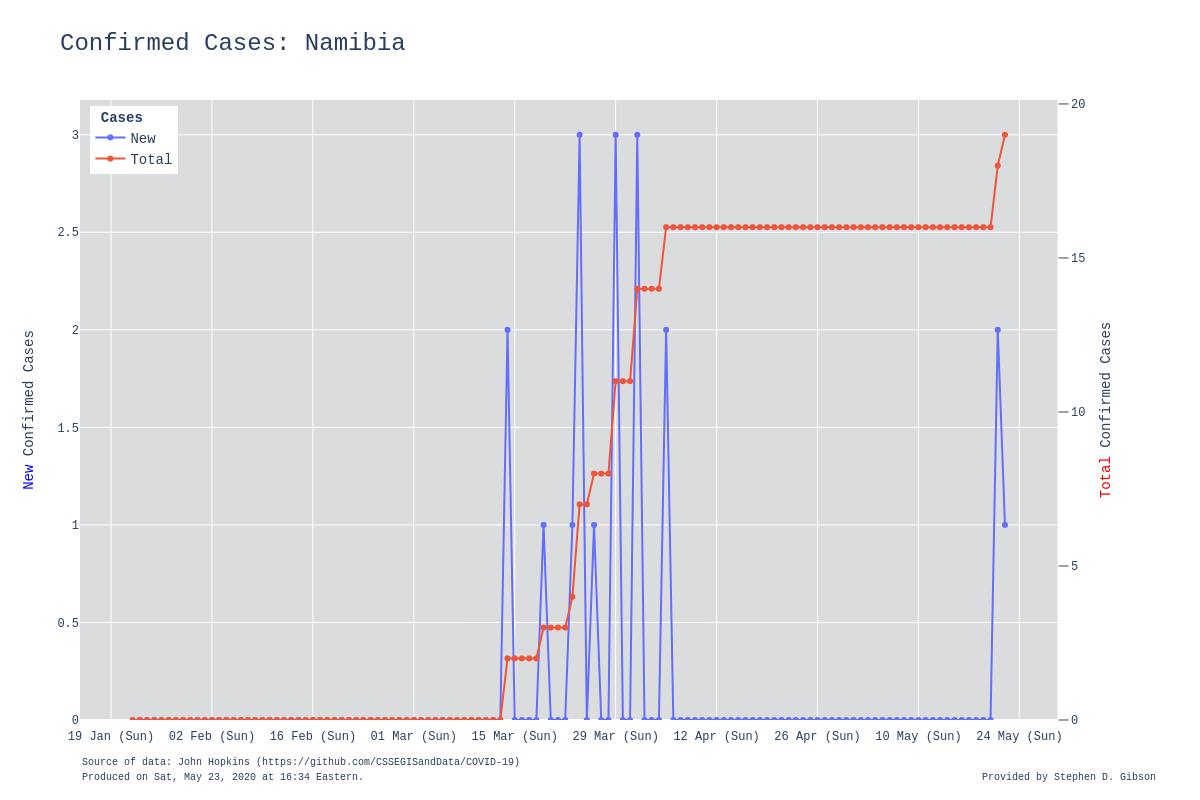 Confirmed Cases: Namibia
Cases
New
Total
3
2.5
2
1.5
1
0.5
0
20
15
10
5
0
New Confirmed Cases
Total Confirmed Cases
19 Jan (Sun) 02 Feb (Sun) 16 Feb (Sun) 01 Mar (Sun) 15 Mar (Sun) 29 Mar (Sun) 12 Apr (Sun) 26 Apr (Sun) 10 May (Sun) 24 May (Sun)
Source of data: John Hopkins (https://github.com/CSSEGISandData/COVID-19)
Produced on Sat, May 23, 2020 at 16:34 Eastern.
Provided by Stephen D. Gibson